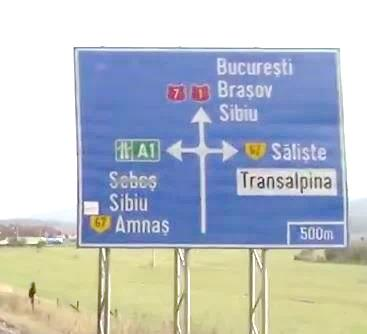 București
7 1 Brașov
Sibiu
A1
67 Săliște
Sebeș
Transalpina
Sibiu
67 Amnaș
500m